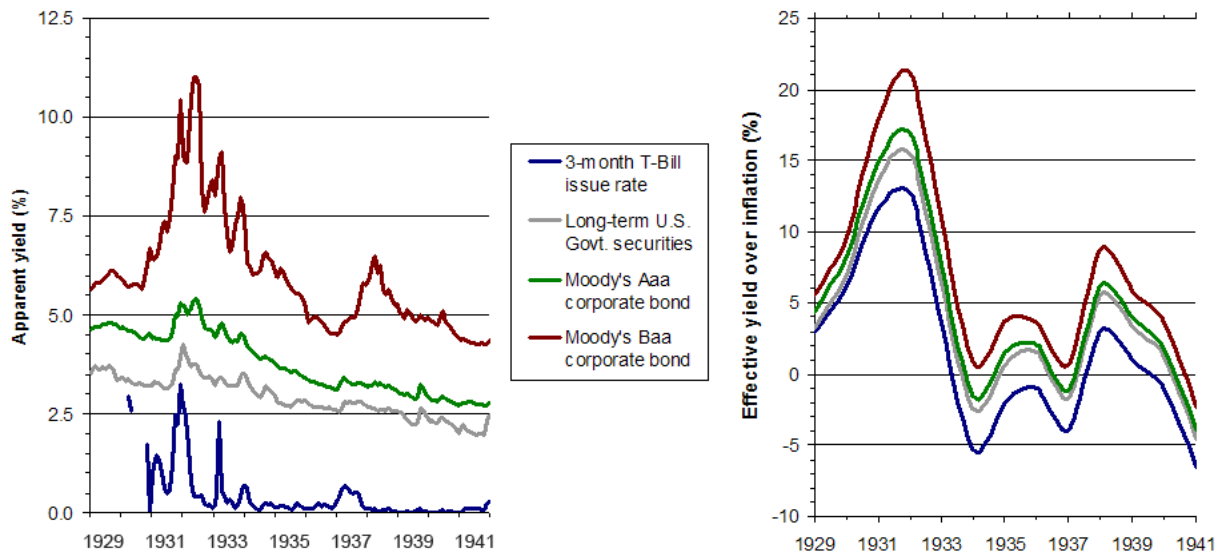 Apparent yield (%)
12.5
10.0
7.5
5.0
2.5
0.0
1929 1931 1933 1935 1937 1939 1941
3-month T-Bill
issue rate
Long-term U.S.
Govt. securities
Moody's Aaa
corporate bond
Moody's Baa
corporate bond
Effective yield over inflation (%)
25
20
15
10
5
0
-5
-10
1929 1931 1933 1935 1937 1939 1941